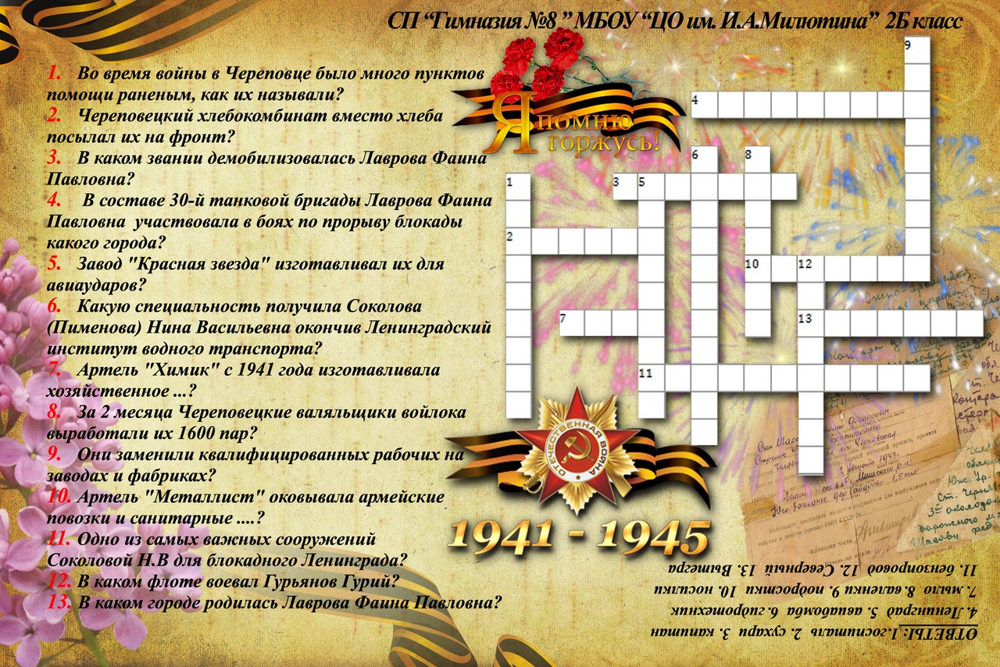 СП “Гимназия №8 ” МБОУ “ЦО им. И.А.Милютина” 2Б класс
1. Во время войны в Череповце было много пунктов
помощи раненым, как их называли?
2. Череповецкий хлебокомбинат вместо хлеба
посылал их на фронт?
3. В каком звании демобилизовалась Лаврова Фаина
Павловна?
4. В составе 30-й танковой бригады Лаврова Фаина
Павловна участвовала в боях по прорыву блокады
какого города?
5. Завод "Красная звезда" изготавливал их для
авиаударов?
6. Какую специальность получила Соколова
(Пименова) Нина Васильевна окончив Ленинградский
институт водного транспорта?
7. Артель "Химик" с 1941 года изготавливала
хозяйственное ...?
8. За 2 месяца Череповецкие валяльщики войлока
выработали их 1600 пар?
9. Они заменили квалифицированных рабочих на
заводах и фабриках?
10. Артель "Металлист" оковывала армейские
повозки и санитарные ....?
11. Одно из самых важных сооружений
Соколовой Н.В для блокадного Ленинграда?
12. В каком флоте воевал Гурьянов Гурий?
13. В каком городе родилась Лаврова Фаина Павловна?
Я помню
горжусь!
9
4
6 8
1 3 5
2
10 12
7 13
11
ОТЕЧЕСТВЕННАЯ ВОЙНА
1941 - 1945
ОТВЕТЫ: 1.госпиталь 2. сухари 3. капитан
4. Ленинград 5. авиабомба 6. гидротехник
7. мыло 8. валенки 9. подростки 10. носилки
11. бензопровод 12. Северный 13. Вытегра